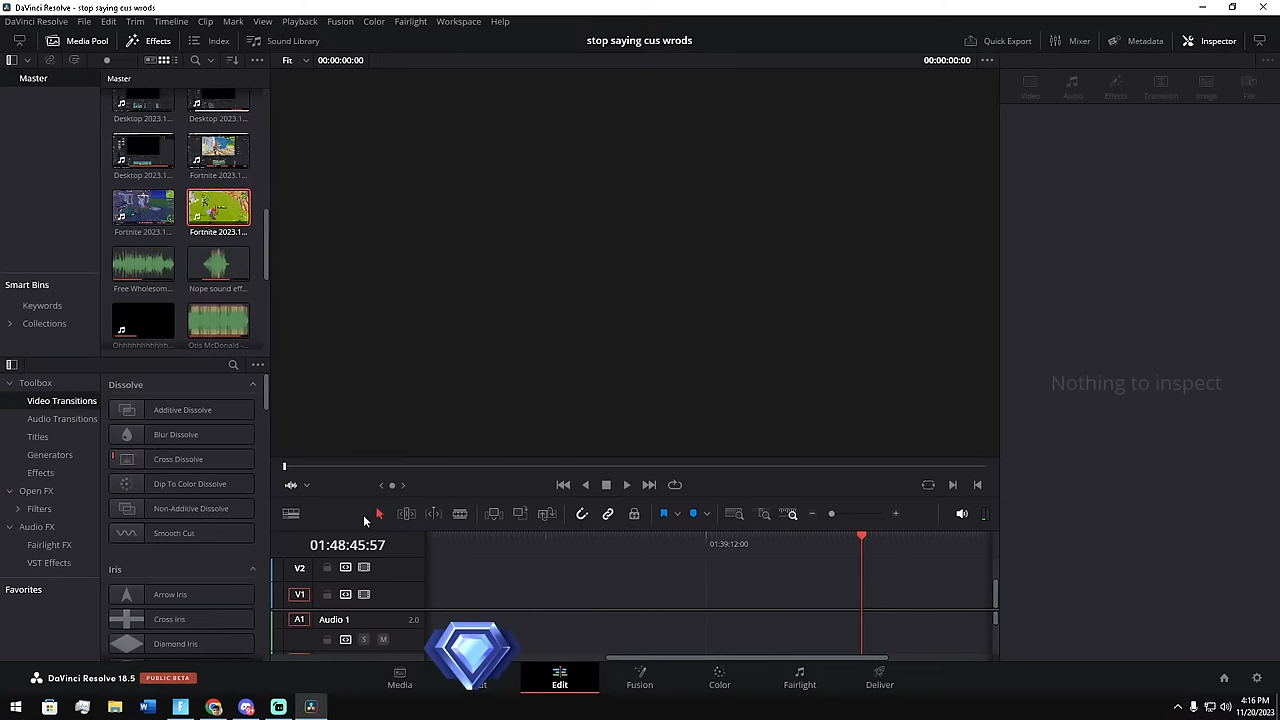 DaVinci Resolve - stop saying cus wrods
DaVinci Resolve File Edit Trim Timeline Clip Mark View Playback Fusion Color Fairlight Workspace Help
Media Pool Effects Index Sound Library stop saying cus wrods Quick Export Mixer Metadata Inspector
Fit 00:00:00:00 00:00:00:00
Master Master
Video Audio Effects Transition Image File
Desktop 2023.1... Desktop 2023.1...
Desktop 2023.1... Fortnite 2023.1...
Fortnite 2023.1... Fortnite 2023.1...
Smart Bins
Free Wholesom... Nope sound eff...
Keywords
Collections
Otis McDonald -...
Nothing to inspect
Toolbox Dissolve
Video Transitions Additive Dissolve
Audio Transitions
Titles Blur Dissolve
Generators Cross Dissolve
Effects
Open FX Dip To Color Dissolve
Filters Non-Additive Dissolve
Audio FX Smooth Cut
Fairlight FX
VST Effects Iris
Favorites Arrow Iris
Cross Iris
Diamond Iris
01:48:45:57 01:39:12:00
V2
V1
A1 Audio 1 2.0
S M
DaVinci Resolve 18.5 PUBLIC BETA
Media Edit Fusion Color Fairlight Deliver
4:16 PM
11/20/2023